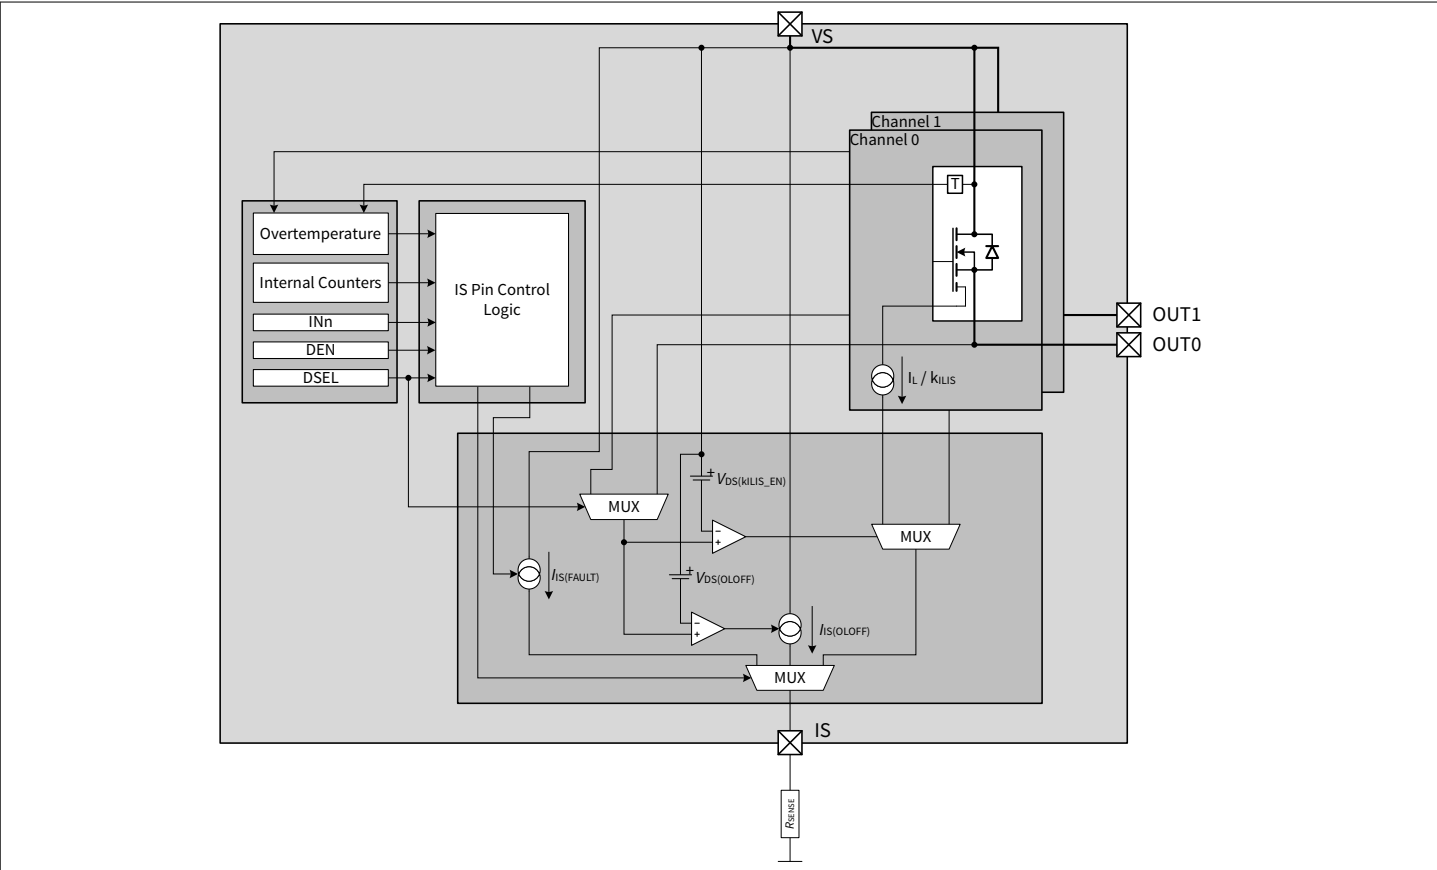 VS
Channel 1
Channel 0
T
Overtemperature
Internal Counters
INn
DEN
DSEL
IS Pin Control
Logic
OUT1
OUT0
IL / kILIS
+
VDS(kILIS_EN)
MUX
−
+
MUX
IIS(FAULT)
+
VDS(OLOFF)
−
+
IIS(OLOFF)
MUX
IS
RSENSE